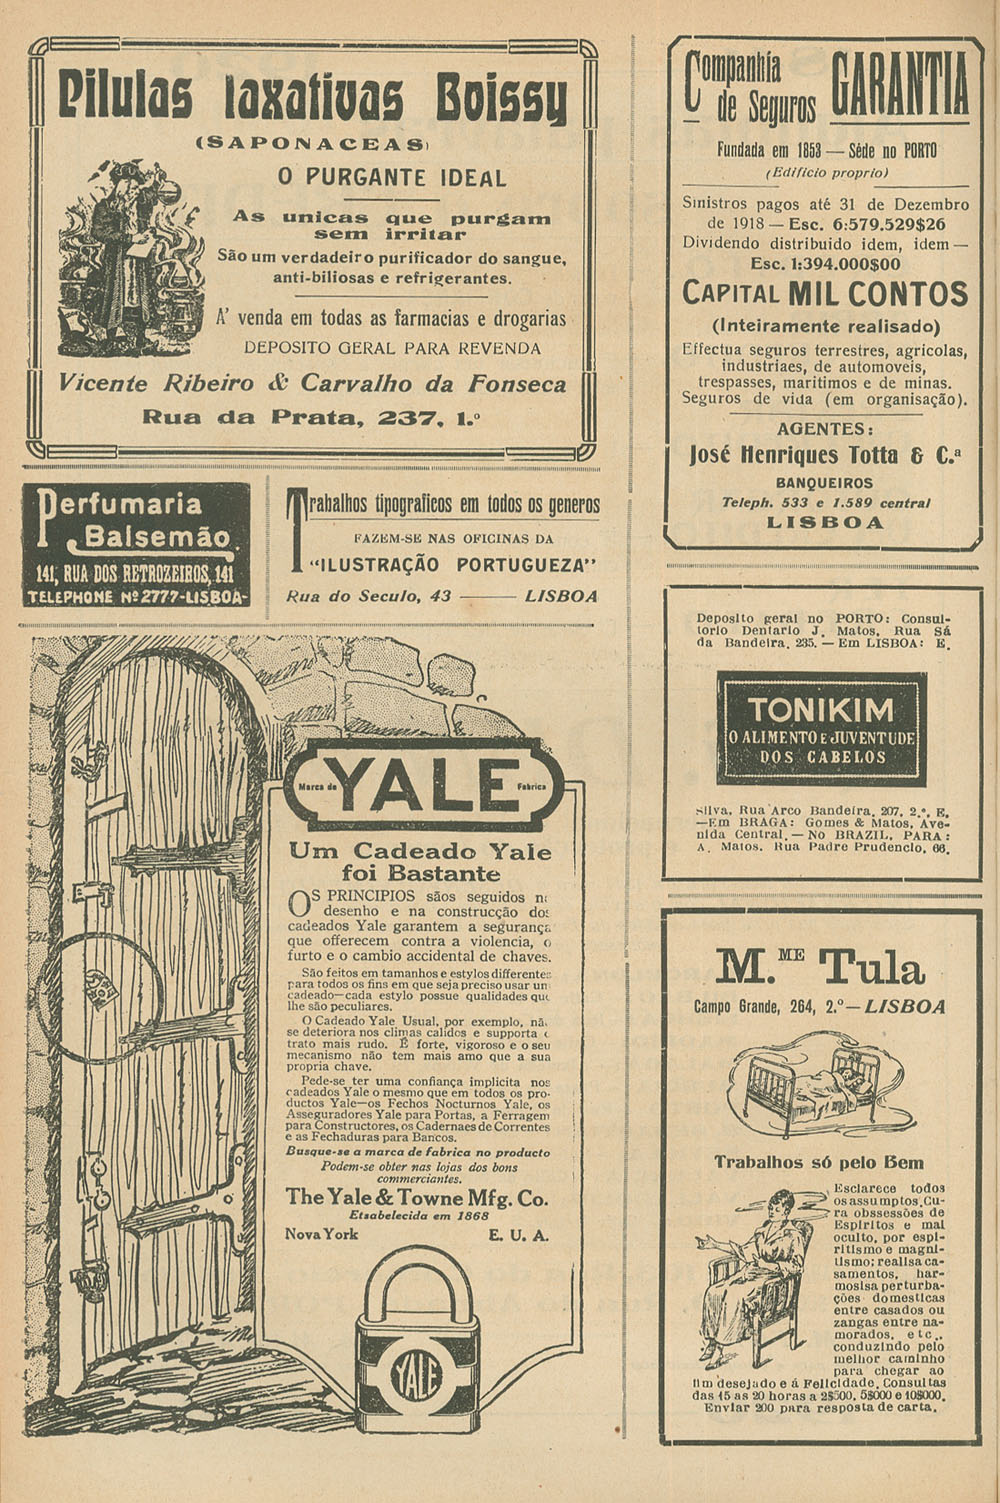 Pilulas laxativas Boissy
(SAPONACEAS)
O PURGANTE IDEAL
As unicas que purgam
sem irritar
São um verdadeiro purificador do sangue,
anti-biliosas e refrigerantes.
A' venda em todas as farmacias e drogarias
DEPOSITO GERAL PARA REVENDA
Vicente Ribeiro & Carvalho da Fonseca
Rua da Prata, 237, 1.º
Perfumaria
Balsemão
141, RUA DOS RETROZEIROS, 141
TELEPHONE Nº 2777-LISBOA-
Trabalhos tipograficos em todos os generos
FAZEM-SE NAS OFICINAS DA
"ILUSTRAÇÃO PORTUGUEZA"
Rua do Seculo, 43 —— LISBOA
Marca de YALE Fabrica
Um Cadeado Yale
foi Bastante
OS PRINCIPIOS sãos seguidos no
desenho e na construcção dos
cadeados Yale garantem a segurança
que offerecem contra a violencia, o
furto e o cambio accidental de chaves.
São feitos em tamanhos e estylos differentes
para todos os fins em que seja preciso usar um
cadeado—cada estylo possue qualidades que
lhe são peculiares.
O Cadeado Yale Usual, por exemplo, não
se deteriora nos climas calidos e supporta o
trato mais rudo. É forte, vigoroso e o seu
mecanismo não tem mais amo que a sua
propria chave.
Pede-se ter uma confiança implicita nos
cadeados Yale o mesmo que em todos os pro-
ductos Yale—os Fechos Nocturnos Yale, os
Asseguradores Yale para Portas, a Ferragem
para Constructores, os Cadernaes de Correntes
e as Fechaduras para Bancos.
Busque-se a marca de fabrica no producto
Podem-se obter nas lojas dos bons
commerciantes.
The Yale & Towne Mfg. Co.
Etsabelecida em 1868
Nova York E. U. A.
YALE
Companhia de Seguros GARANTIA
Fundada em 1853 — Séde no PORTO
(Edificio proprio)
Sinistros pagos até 31 de Dezembro
de 1918 — Esc. 6:579.529$26
Dividendo distribuido idem, idem —
Esc. 1:394.000$00
CAPITAL MIL CONTOS
(Inteiramente realisado)
Effectua seguros terrestres, agricolas,
industriaes, de automoveis,
trespasses, maritimos e de minas.
Seguros de vida (em organisação).
AGENTES:
José Henriques Totta & C.ª
BANQUEIROS
Teleph. 533 e 1.589 central
LISBOA
Deposito geral no PORTO: Consul-
torio Dentario J. Matos, Rua Sá
da Bandeira, 235. — Em LISBOA: E.
TONIKIM
O ALIMENTO E JUVENTUDE
DOS CABELOS
Silva, Rua Arco Bandeira, 207, 2.º, E.
—Em BRAGA: Gomes & Matos, Ave-
nida Central. — No BRAZIL, PARA:
A. Matos. Rua Padre Prudencio, 66.
M.ME Tula
Campo Grande, 264, 2.º — LISBOA
Trabalhos só pelo Bem
Esclarece todos
os assumptos. Cu-
ra obssessões de
Espiritos e mal
oculto, por espi-
ritismo e magni-
tismo; realisa ca-
samentos, har-
mosisa perturba-
ções domesticas
entre casados ou
zangas entre na-
morados, etc.,
conduzindo pelo
melhor caminho
para chegar ao
fim desejado e á Felicidade. Consultas
das 15 as 20 horas a 2$500, 5$000 e 10$000.
Enviar 200 para resposta de carta.